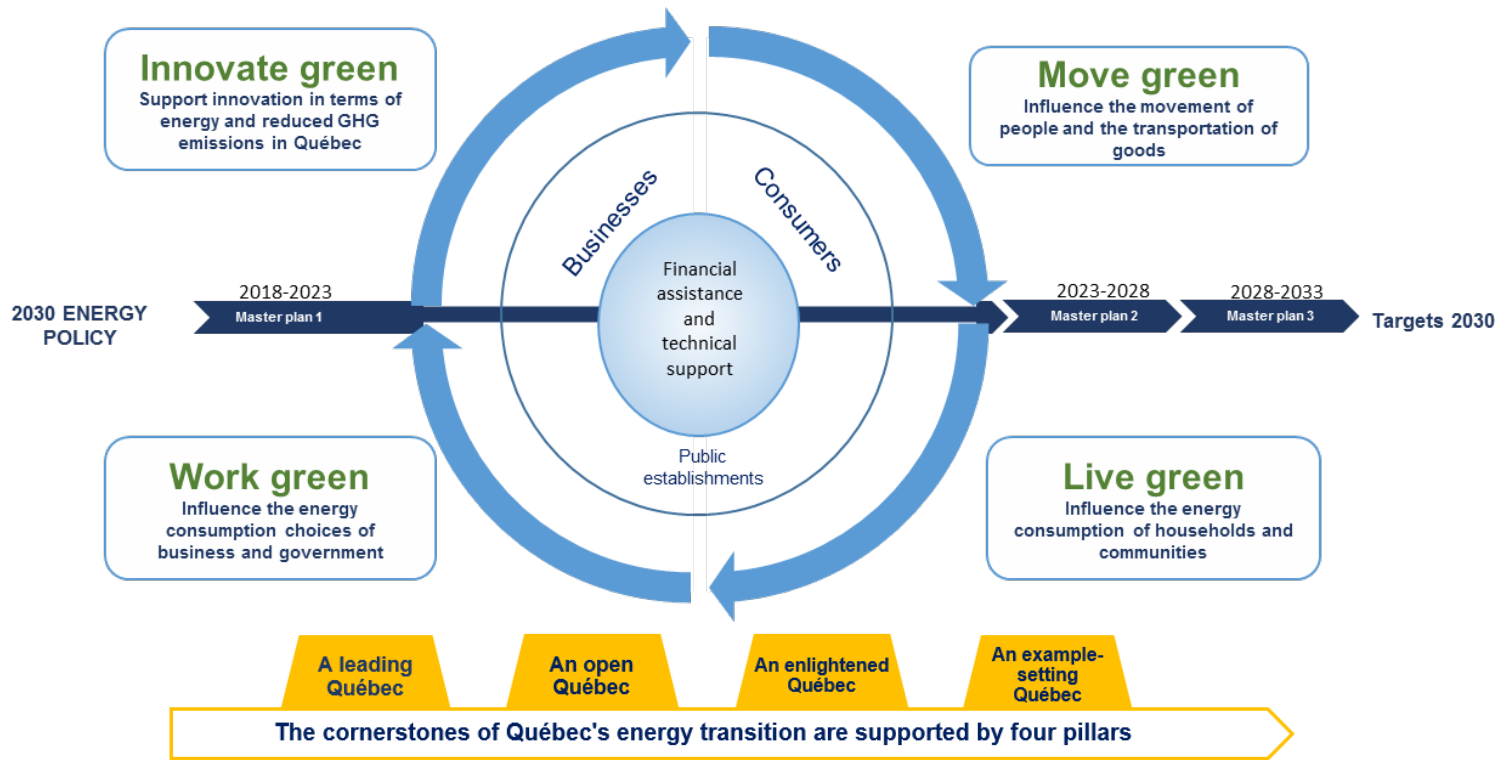 Innovate green
Support innovation in terms of
energy and reduced GHG
emissions in Québec
Move green
Influence the movement of
people and the transportation of
goods
Businesses
Consumers
Financial
assistance
and
technical
support
Public
establishments
2030 ENERGY
POLICY
2018-2023
Master plan 1
2023-2028
Master plan 2
2028-2033
Master plan 3
Targets 2030
Work green
Influence the energy
consumption choices of
business and government
Live green
Influence the energy
consumption of households and
communities
A leading
Québec
An open
Québec
An enlightened
Québec
An example-
setting
Québec
The cornerstones of Québec's energy transition are supported by four pillars